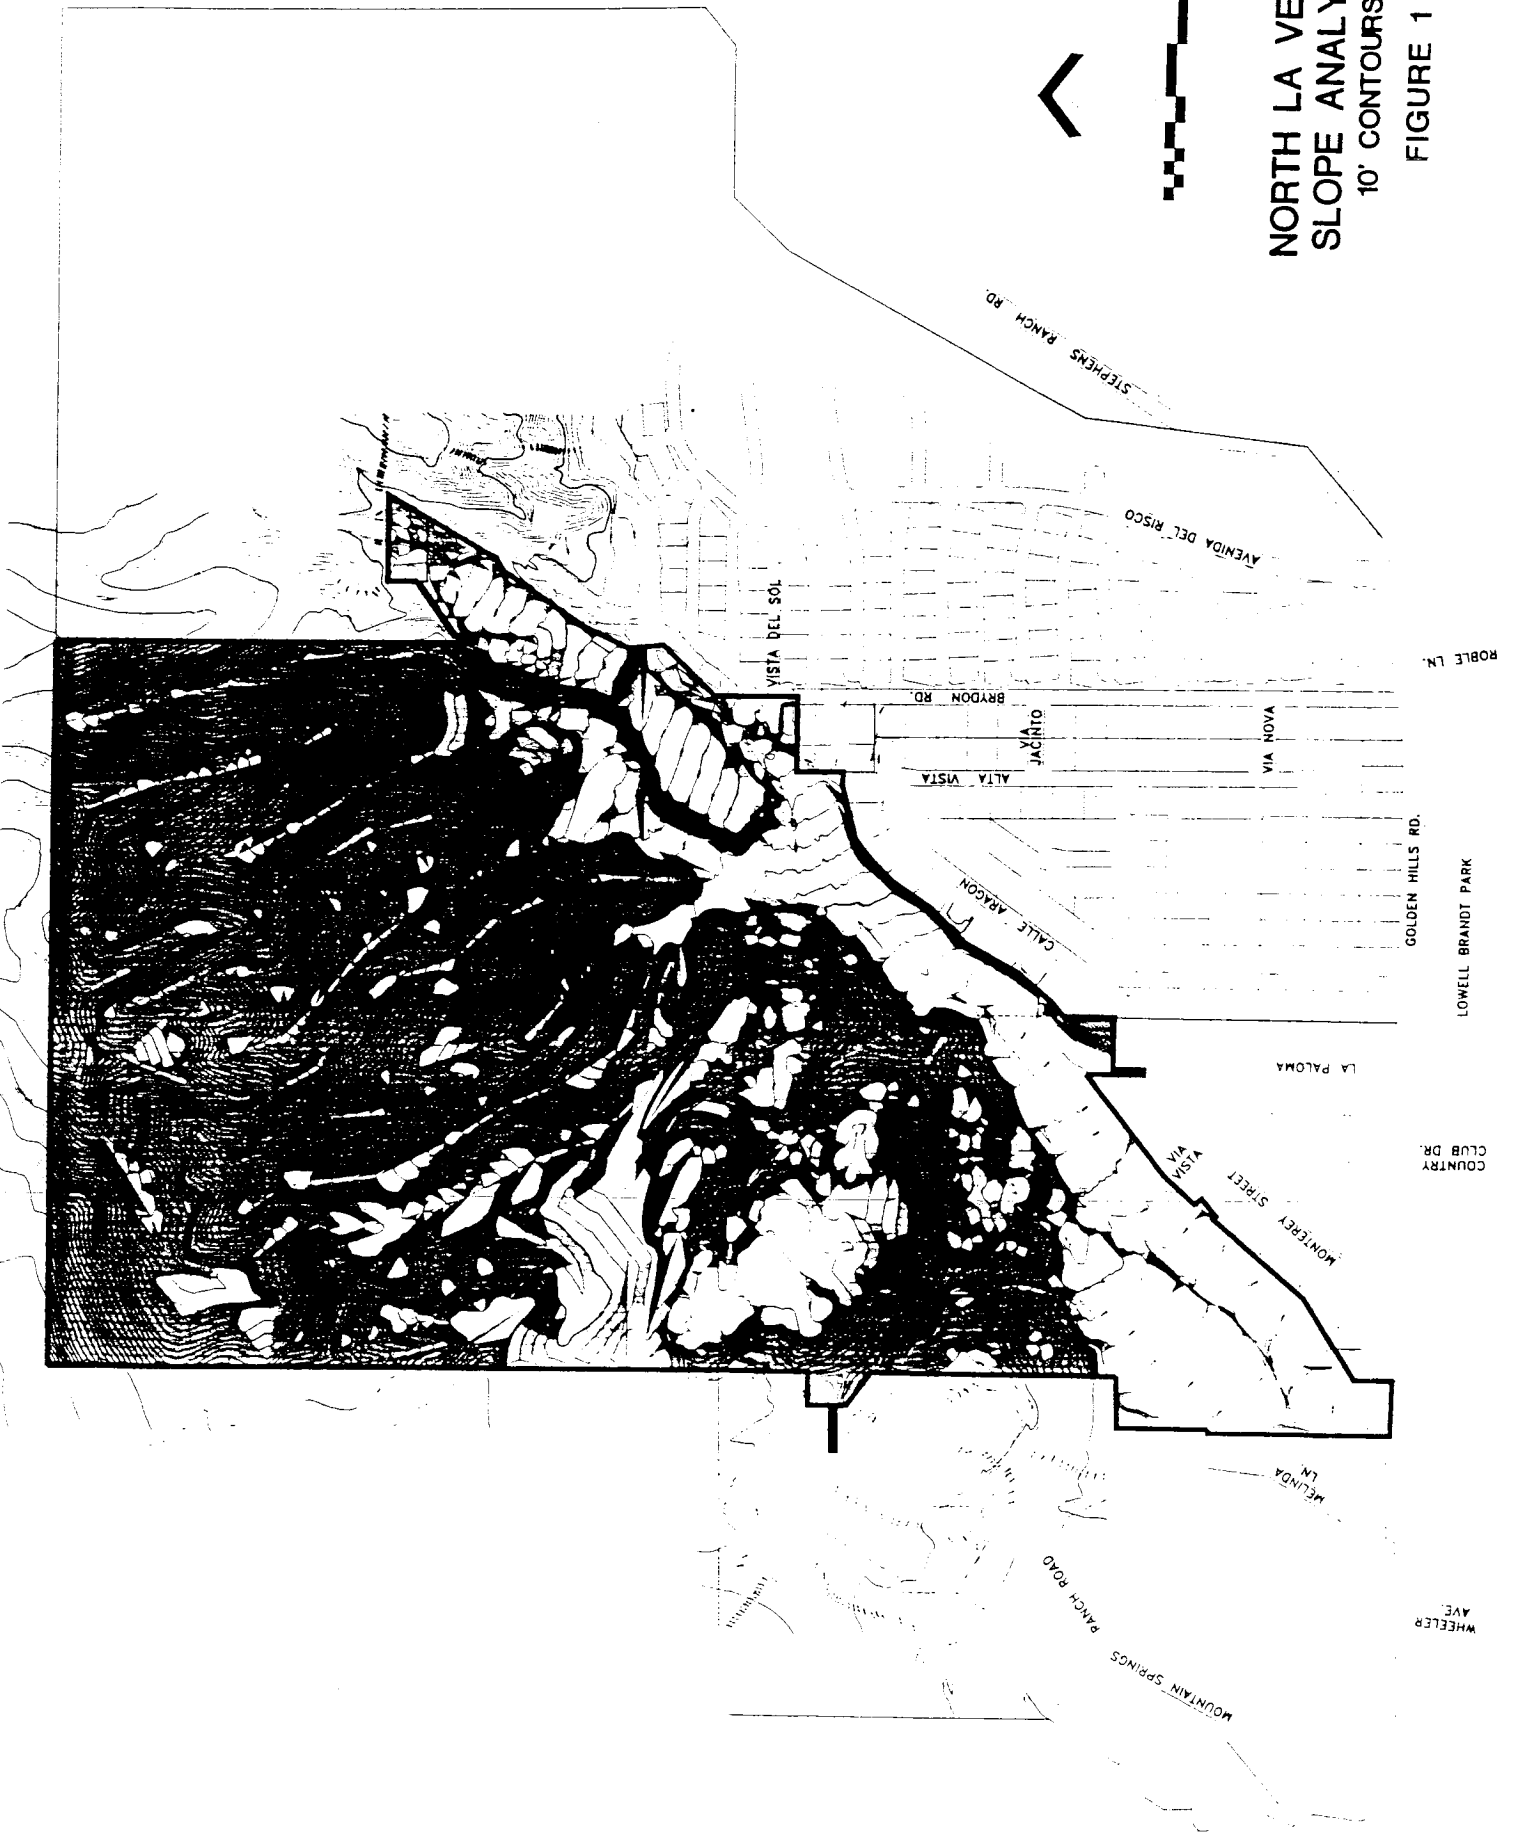 NORTH LA VE
SLOPE ANALY
10' CONTOURS
FIGURE 1
STEPHENS RANCH RD.
AVENIDA DEL RISCO
VISTA DEL SOL
ROBLE LN.
BRYDON RD.
VIA
JACINTO
VIA NOVA
ALTA VISTA
GOLDEN HILLS RD.
LOWELL BRANDT PARK
CALLE ARAGON
LA PALOMA
COUNTRY
CLUB DR.
VIA
VISTA
MONTEREY STREET
MELINDA
LN.
MOUNTAIN SPRINGS RANCH ROAD
WHEELER
AVE.